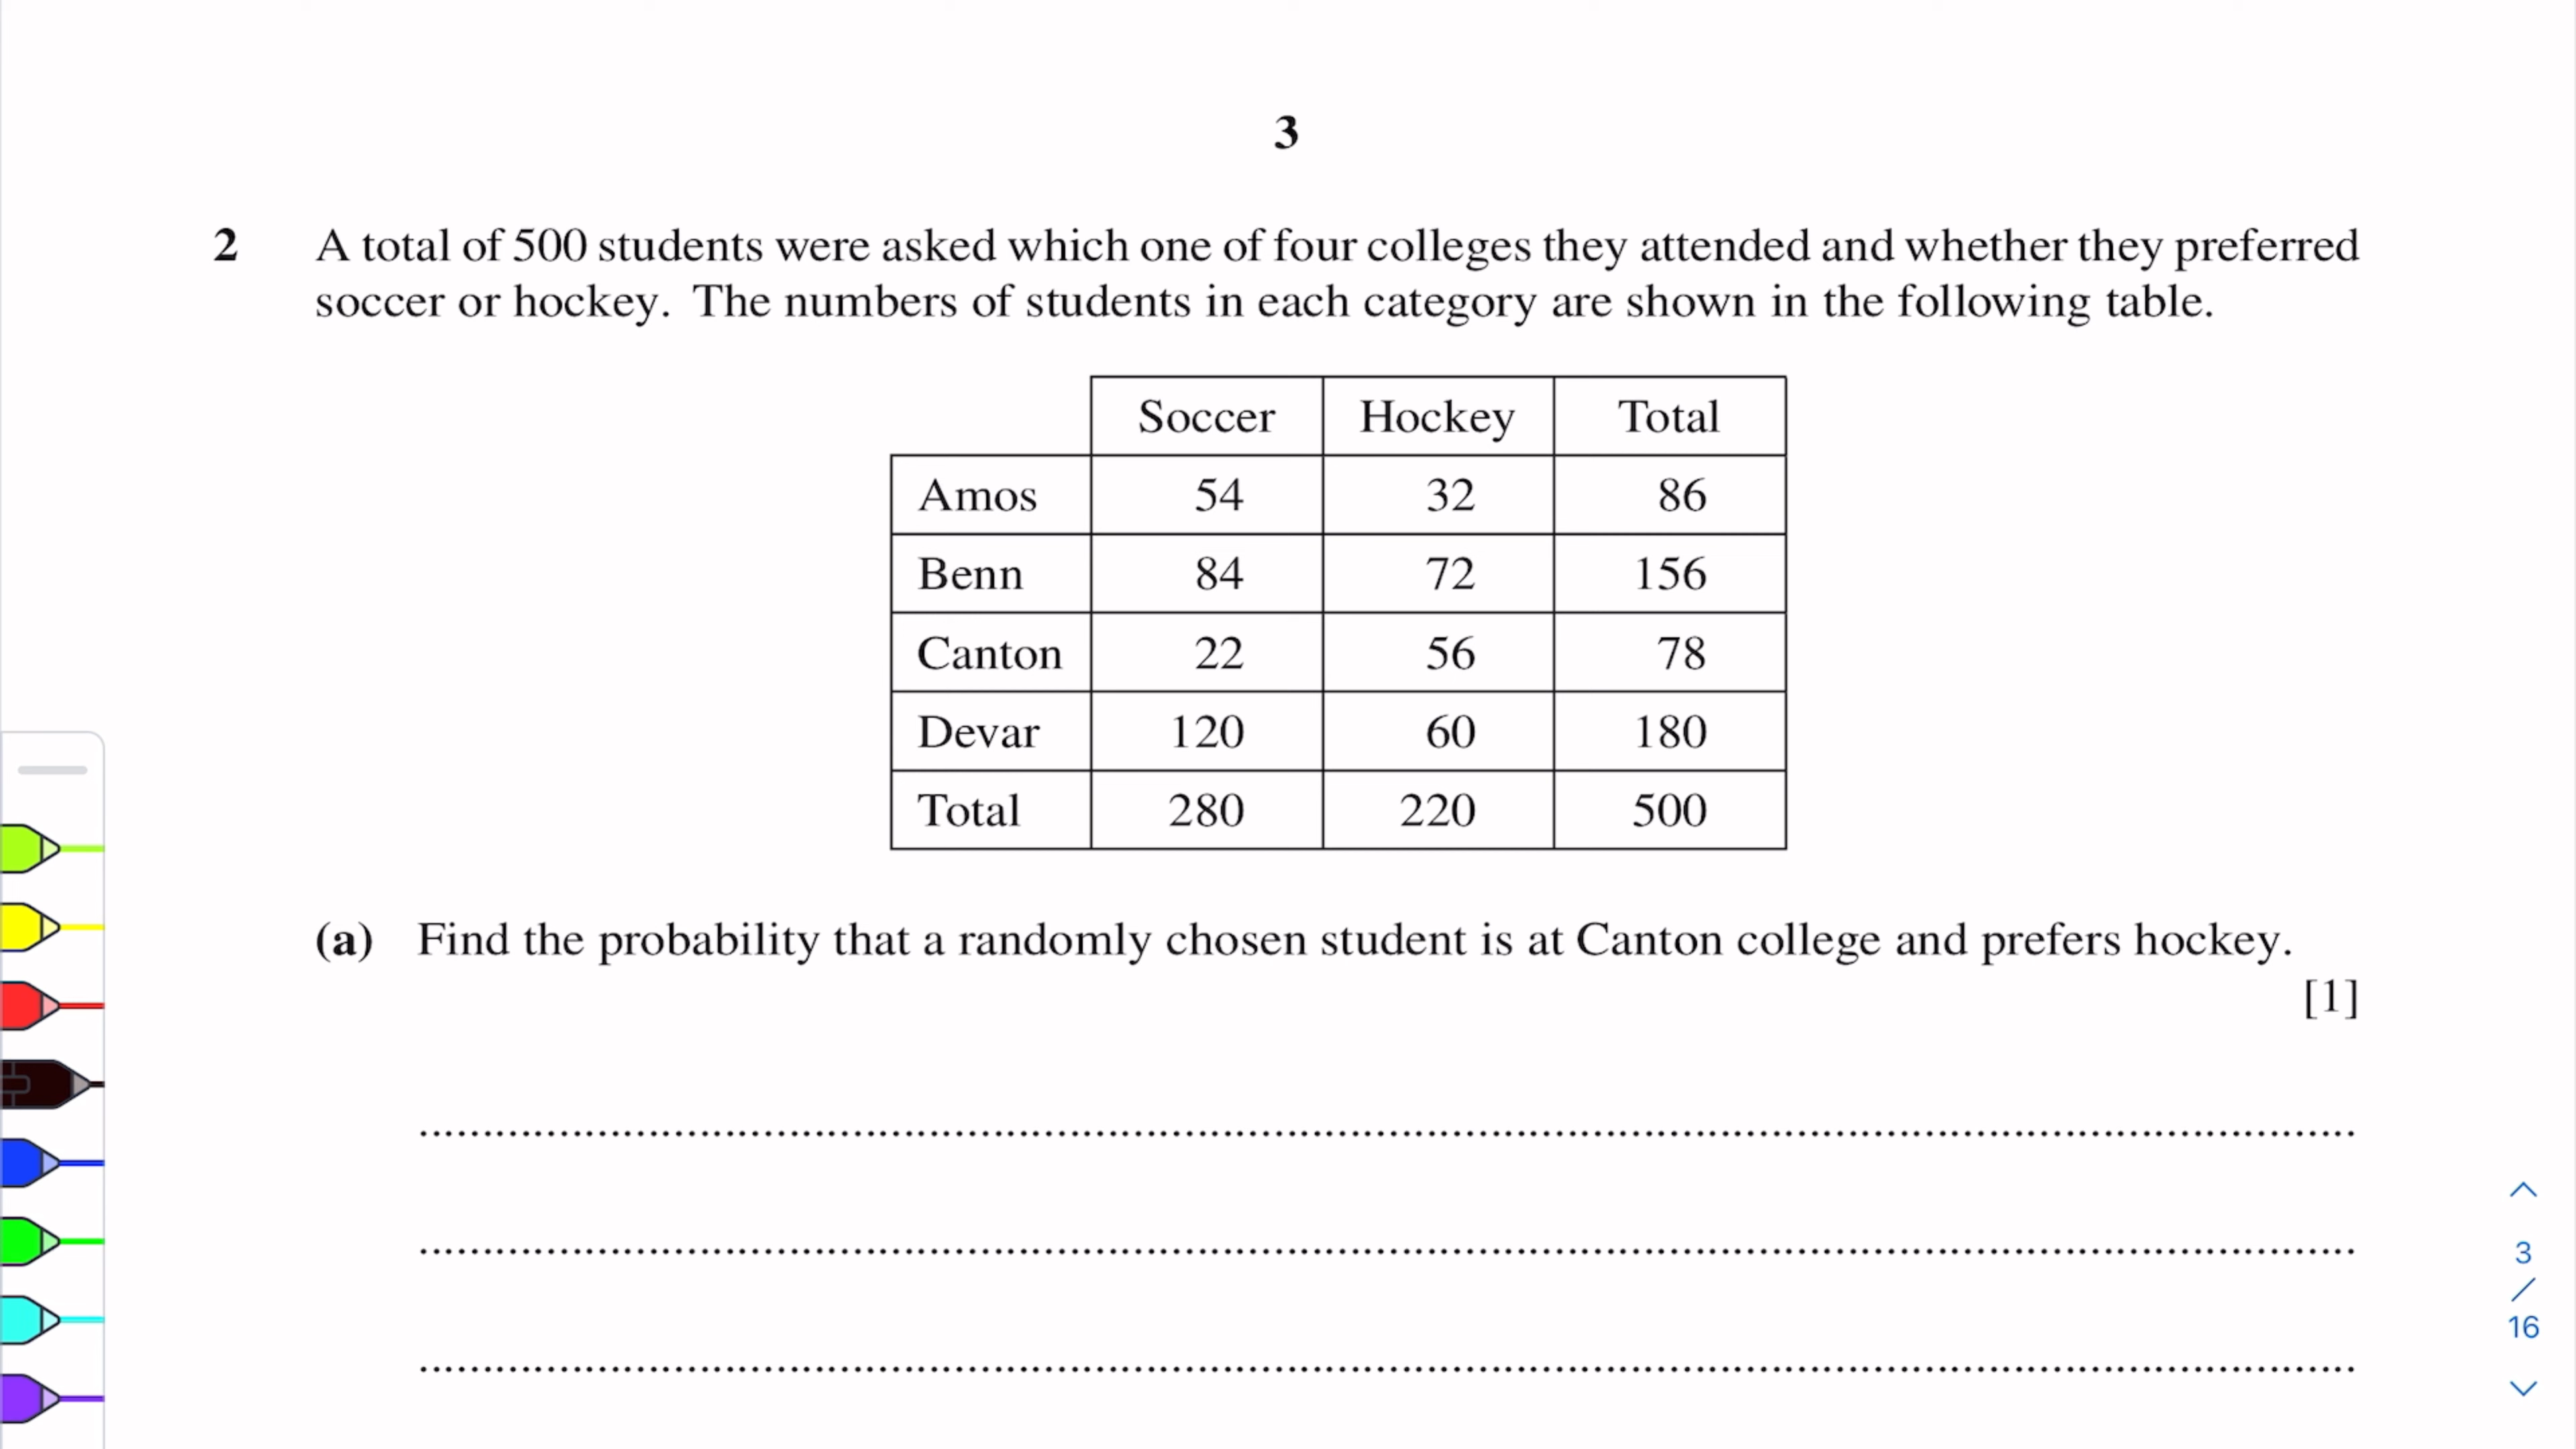 3
2 A total of 500 students were asked which one of four colleges they attended and whether they preferred
soccer or hockey. The numbers of students in each category are shown in the following table.
Soccer Hockey Total
Amos 54 32 86
Benn 84 72 156
Canton 22 56 78
Devar 120 60 180
Total 280 220 500
(a) Find the probability that a randomly chosen student is at Canton college and prefers hockey.
[1]
3
/
16